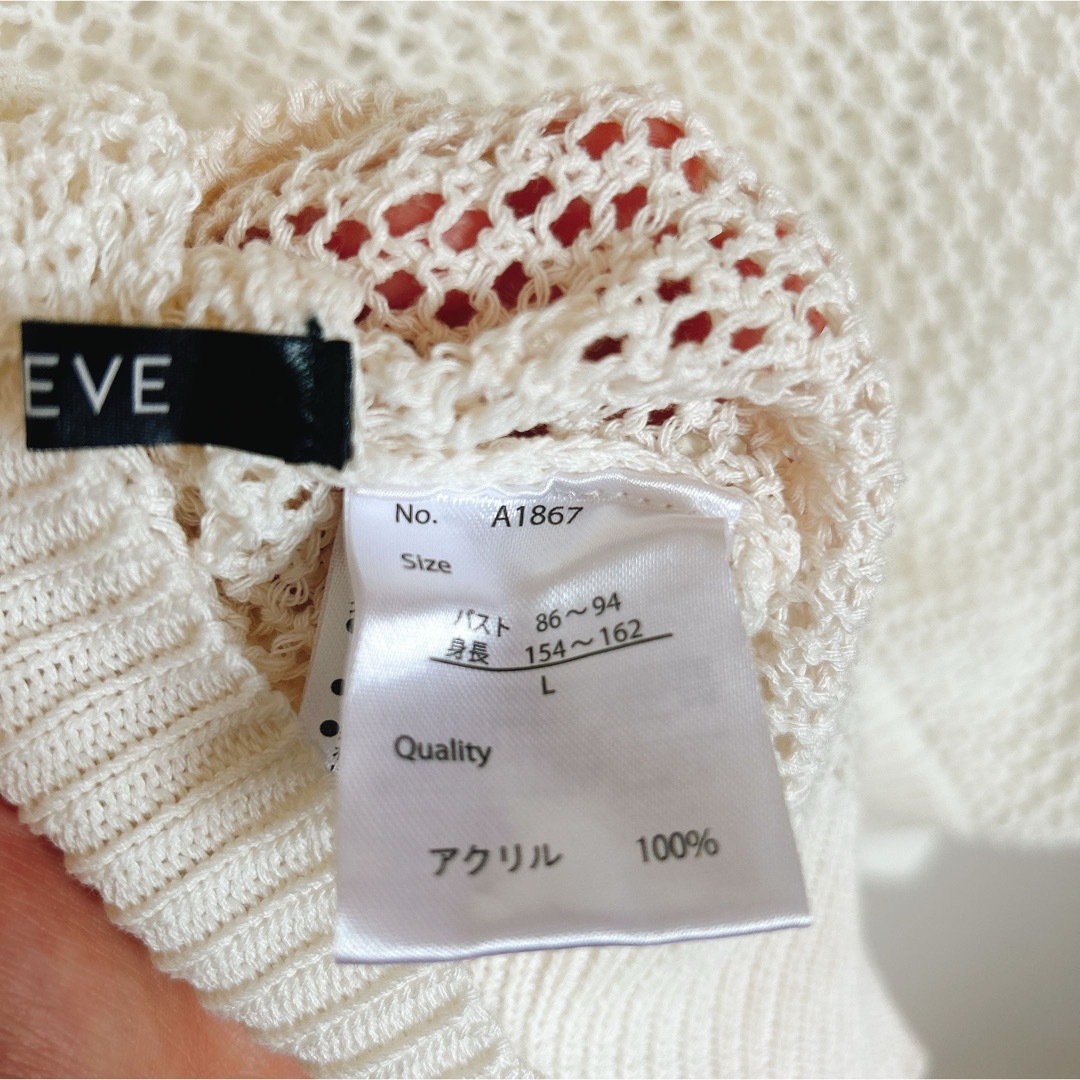 EVE
No. A1867
Size
バスト 86～94
身長 154～162
L
Quality
アクリル 100%